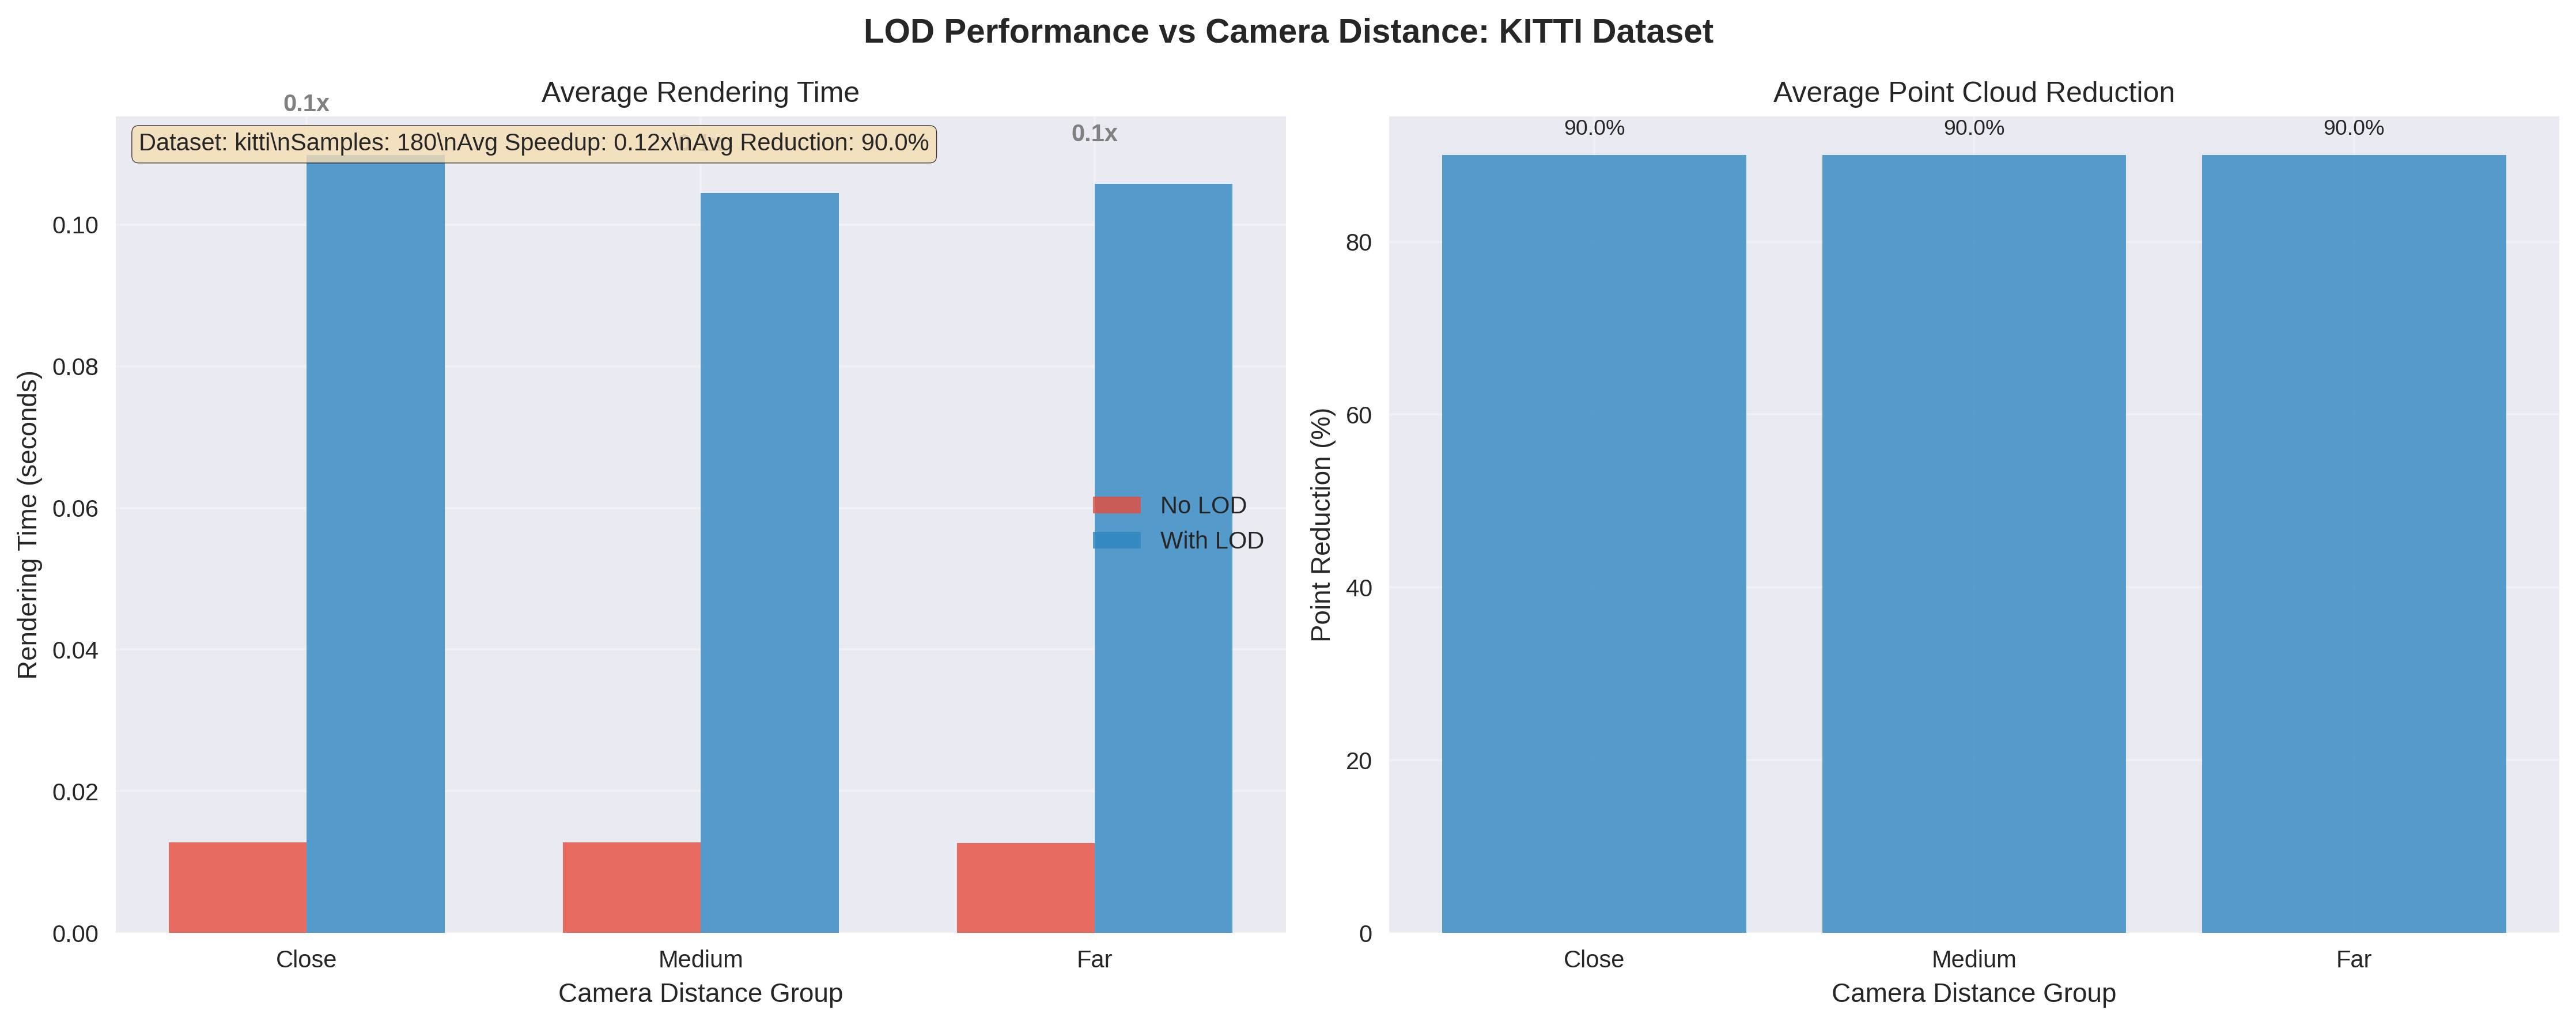 LOD Performance vs Camera Distance: KITTI Dataset
Average Rendering Time
0.1x
0.1x
Dataset: kitti\nSamples: 180\nAvg Speedup: 0.12x\nAvg Reduction: 90.0%
Rendering Time (seconds)
0.10
0.08
0.06
0.04
0.02
0.00
No LOD
With LOD
Close
Medium
Far
Camera Distance Group
Average Point Cloud Reduction
90.0%
90.0%
90.0%
Point Reduction (%)
80
60
40
20
0
Close
Medium
Far
Camera Distance Group